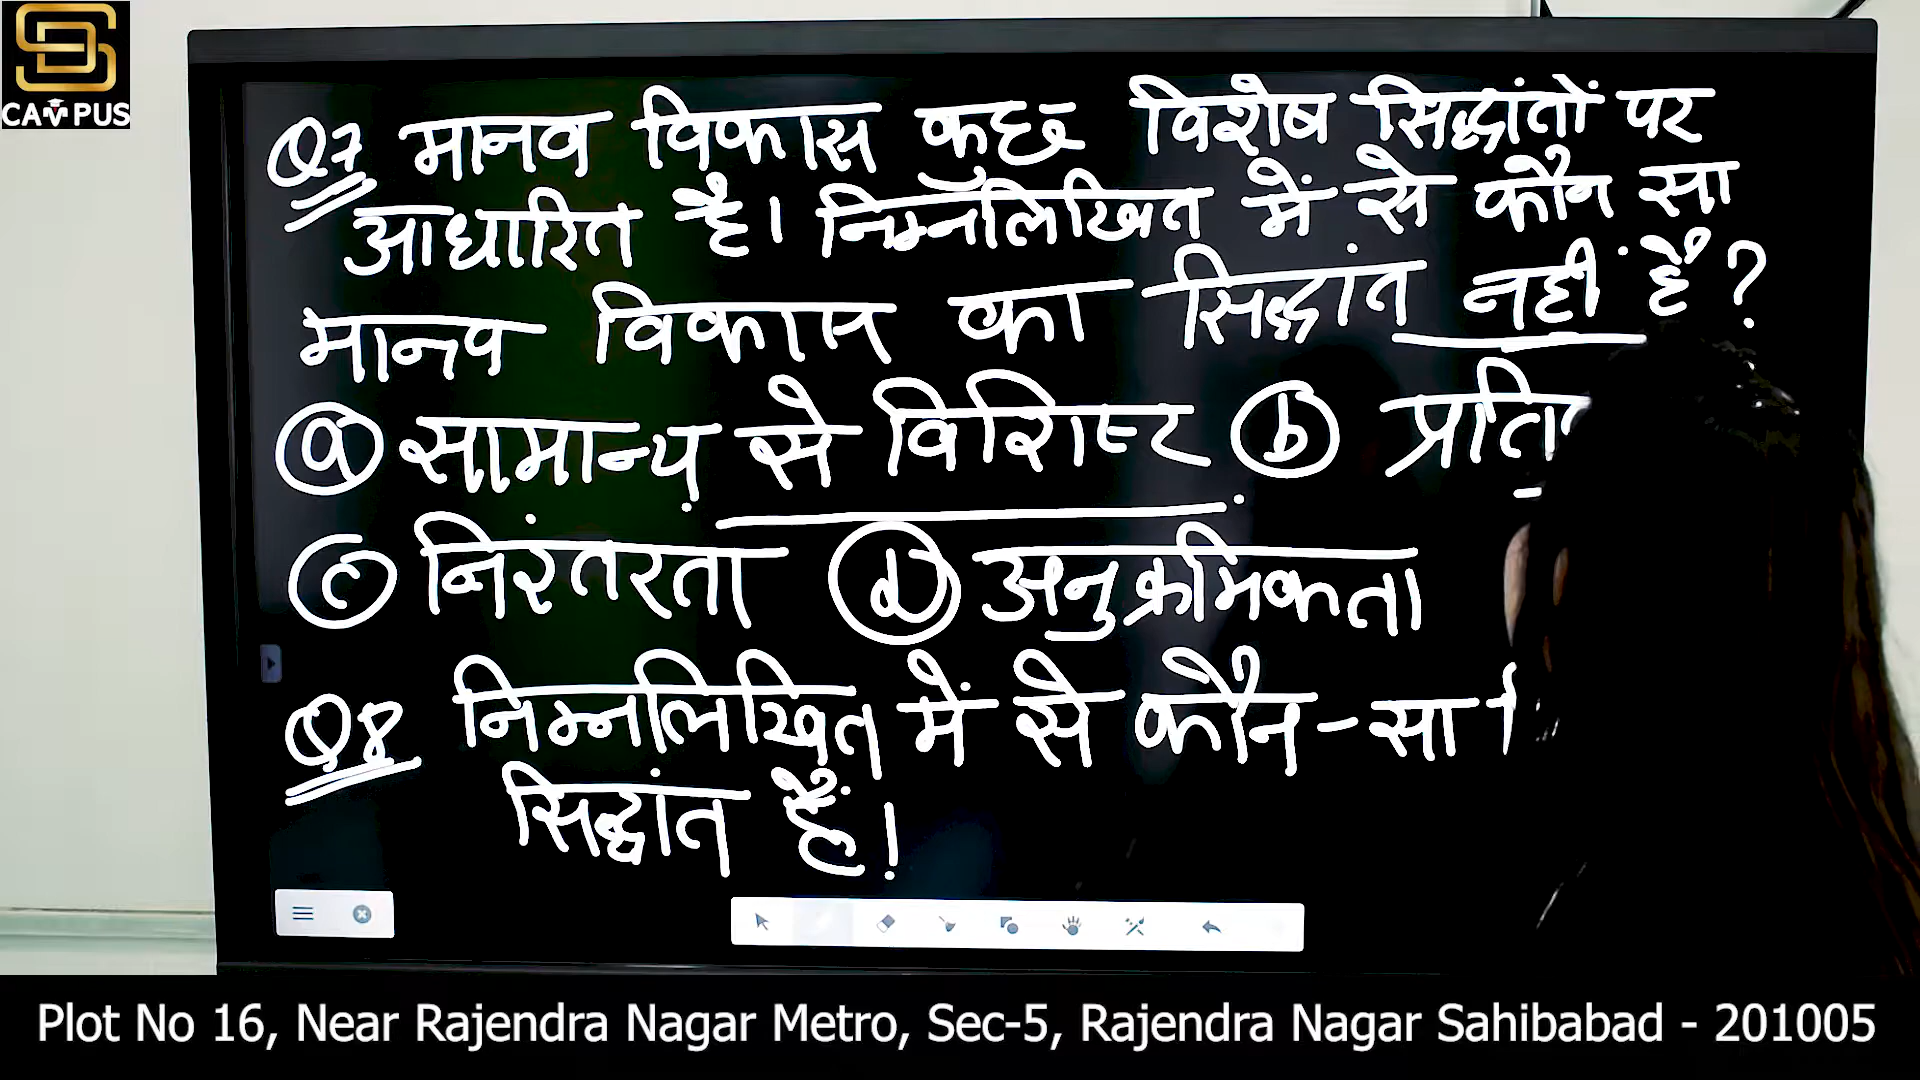 SD
CAMPUS
Q7 मानव विकास कुछ विशेष सिद्धांतों पर
आधारित है। निम्नलिखित में से कौन सा
मानव विकास का सिद्धांत नहीं है?
(a) सामान्य से विशिष्ट (b)
(c) निरंतरता (d) अनुक्रमिकता
Q8 निम्नलिखित में से कौन-सा
सिद्धांत हैं।
Plot No 16, Near Rajendra Nagar Metro, Sec-5, Rajendra Nagar Sahibabad - 201005